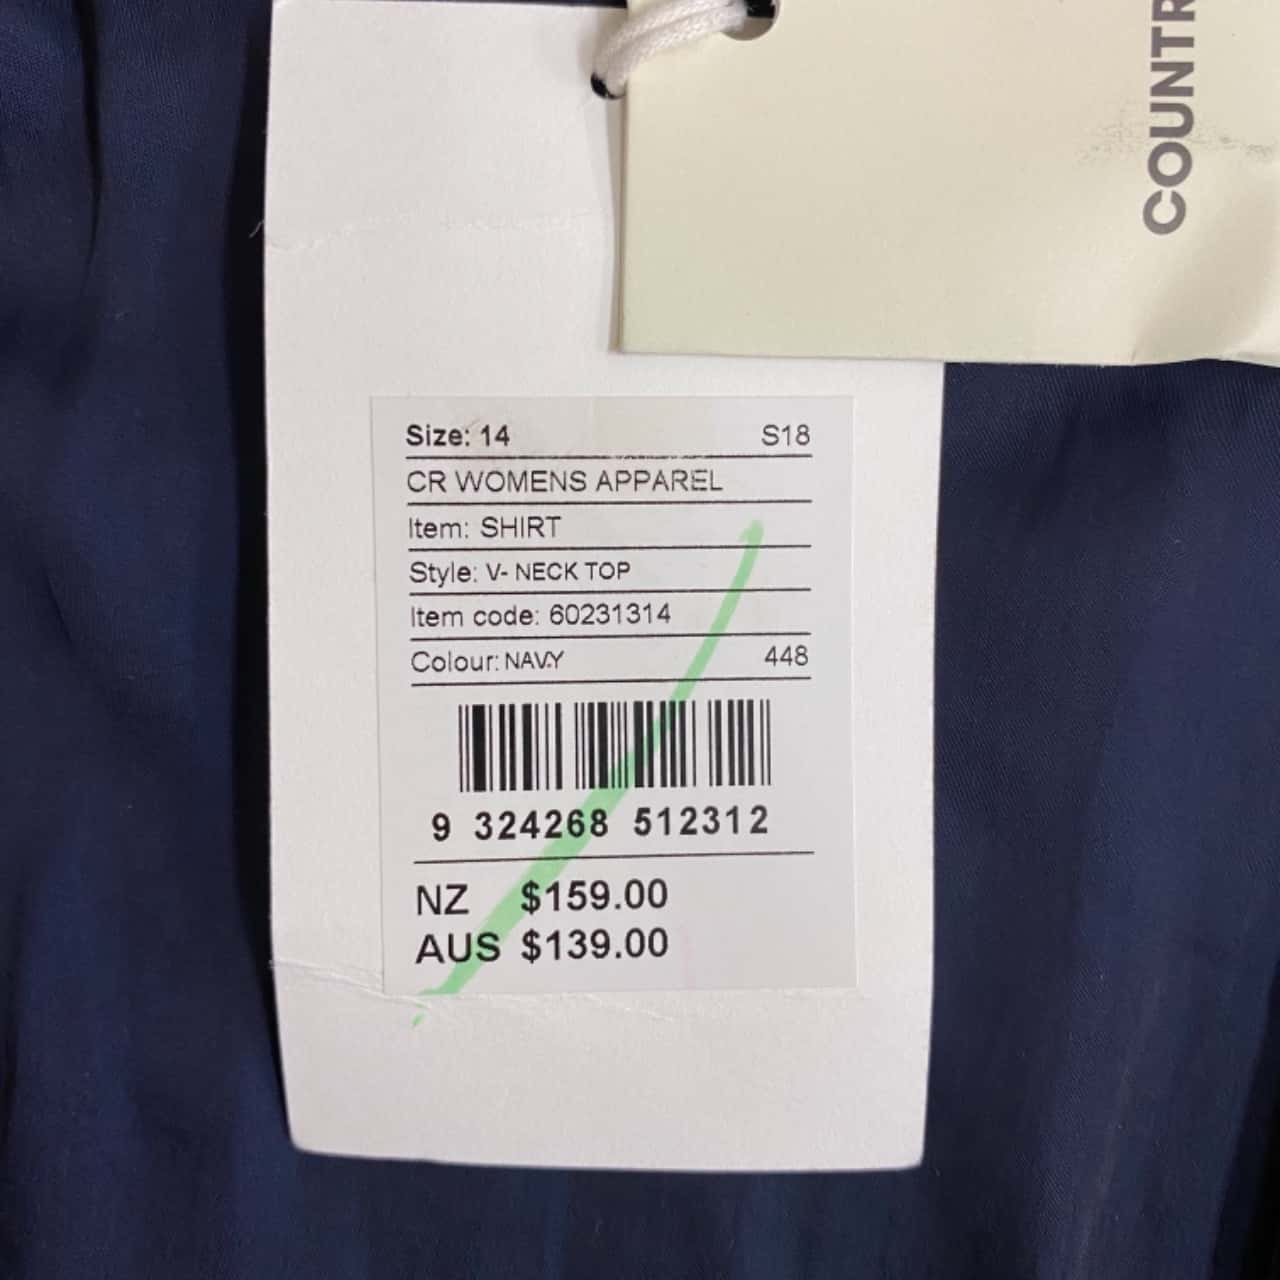 COUNTR
Size: 14 S18
CR WOMENS APPAREL
Item: SHIRT
Style: V- NECK TOP
Item code: 60231314
Colour: NAVY 448
9 324268 512312
NZ $159.00
AUS $139.00